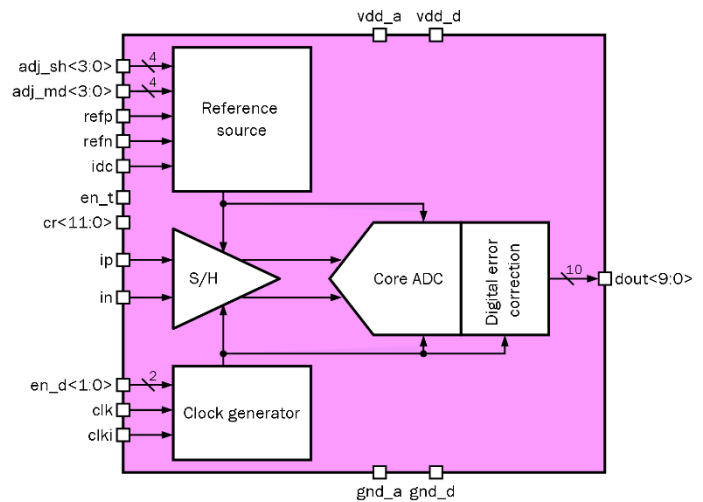 vdd_a vdd_d
adj_sh<3:0> 4
adj_md<3:0> 4
refp
refn
idc
Reference
source
en_t
cr<11:0>
ip
in
S/H
Core ADC
Digital error
correction
10
dout<9:0>
en_d<1:0> 2
clk
clki
Clock generator
gnd_a gnd_d